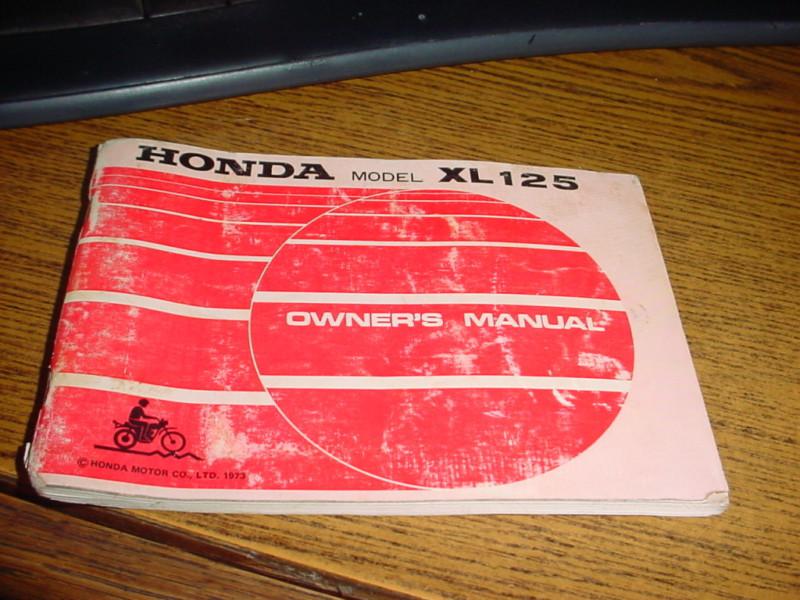 HONDA MODEL XL125
OWNER'S MANUAL
© HONDA MOTOR CO., LTD. 1973